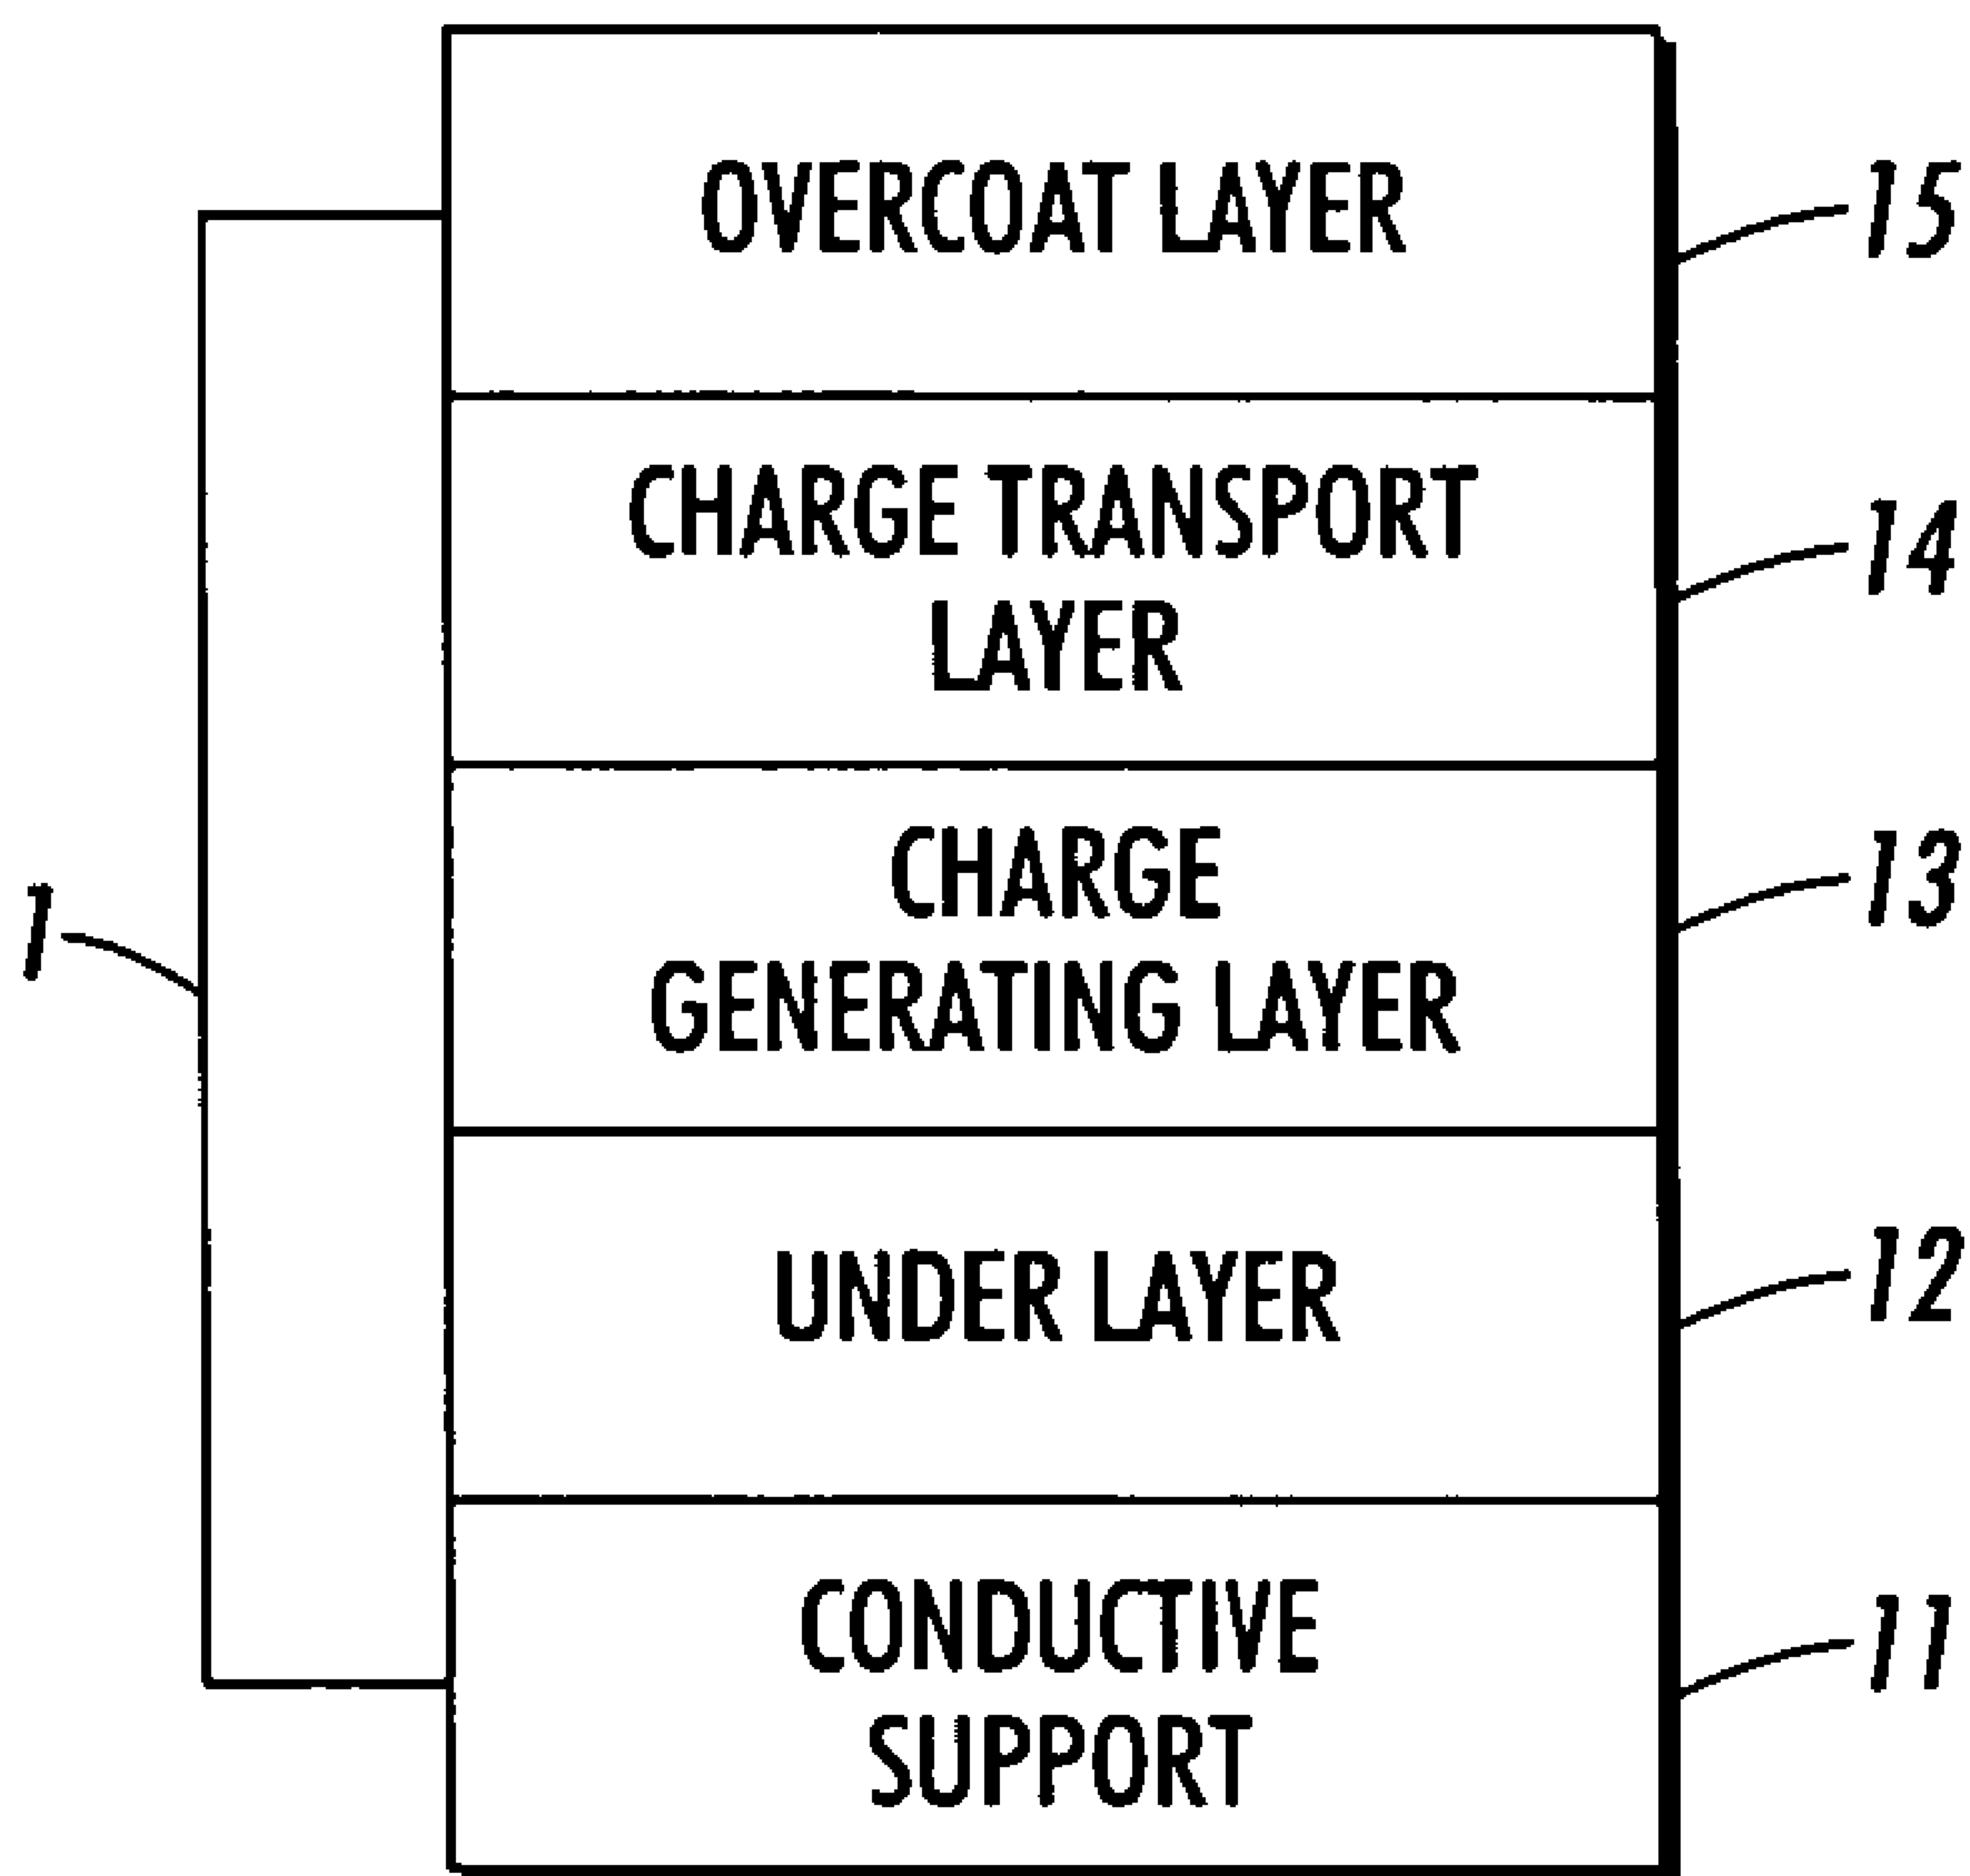 OVERCOAT LAYER
15
CHARGE TRANSPORT
LAYER
14
CHARGE
GENERATING LAYER
13
1
UNDER LAYER
12
CONDUCTIVE
SUPPORT
11